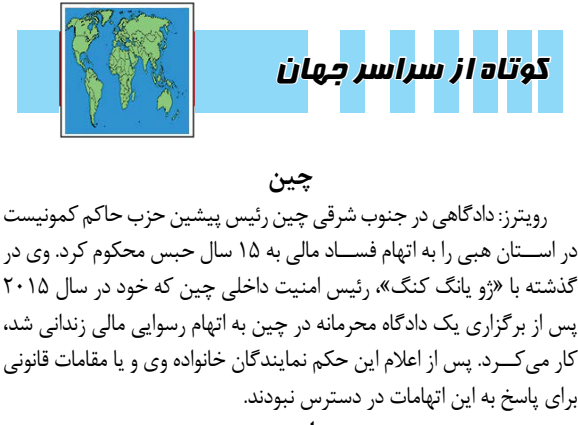 کوتاه از سراسر جهان
چین
رویترز: دادگاهی در جنوب شرقی چین رئیس پیشین حزب حاکم کمونیست
در اســتان هبی را به اتهام فســاد مالی به ۱۵ سال حبس محکوم کرد. وی در
گذشته با «ژو یانگ کنگ»، رئیس امنیت داخلی چین که خود در سال ۲۰۱۵
پس از برگزاری یک دادگاه محرمانه در چین به اتهام رسوایی مالی زندانی شد،
کار می‌کــرد. پس از اعلام این حکم نمایندگان خانواده وی و یا مقامات قانونی
برای پاسخ به این اتهامات در دسترس نبودند.